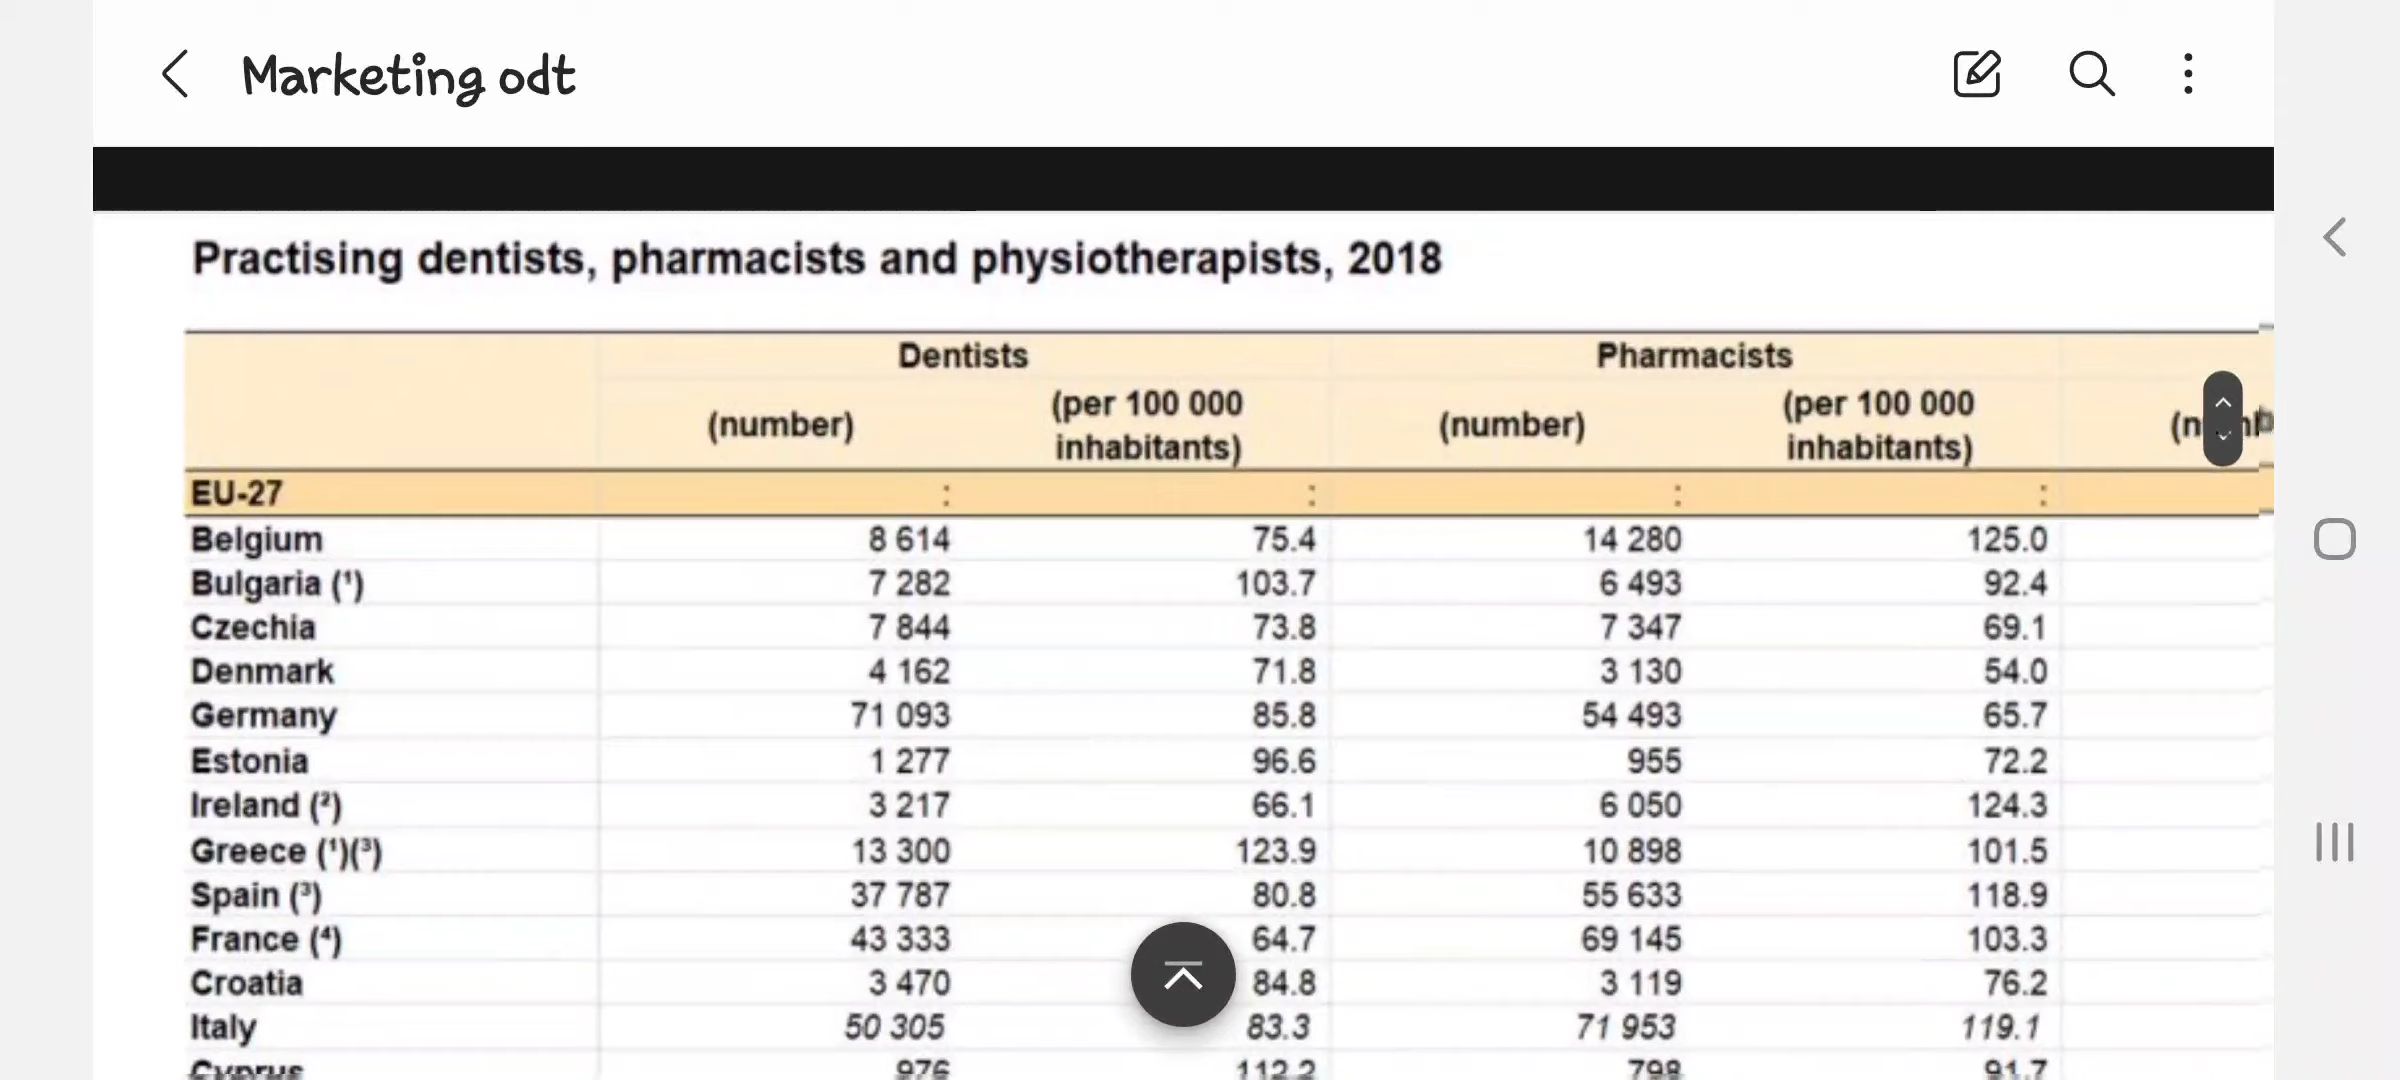 Marketing odt
Practising dentists, pharmacists and physiotherapists, 2018
Dentists Pharmacists
(number) (per 100 000 inhabitants) (number) (per 100 000 inhabitants)
EU-27 : : : :
Belgium 8 614 75.4 14 280 125.0
Bulgaria (¹) 7 282 103.7 6 493 92.4
Czechia 7 844 73.8 7 347 69.1
Denmark 4 162 71.8 3 130 54.0
Germany 71 093 85.8 54 493 65.7
Estonia 1 277 96.6 955 72.2
Ireland (²) 3 217 66.1 6 050 124.3
Greece (¹)(³) 13 300 123.9 10 898 101.5
Spain (³) 37 787 80.8 55 633 118.9
France (⁴) 43 333 64.7 69 145 103.3
Croatia 3 470 84.8 3 119 76.2
Italy 50 305 83.3 71 953 119.1
Cyprus 976 112.2 798 91.7